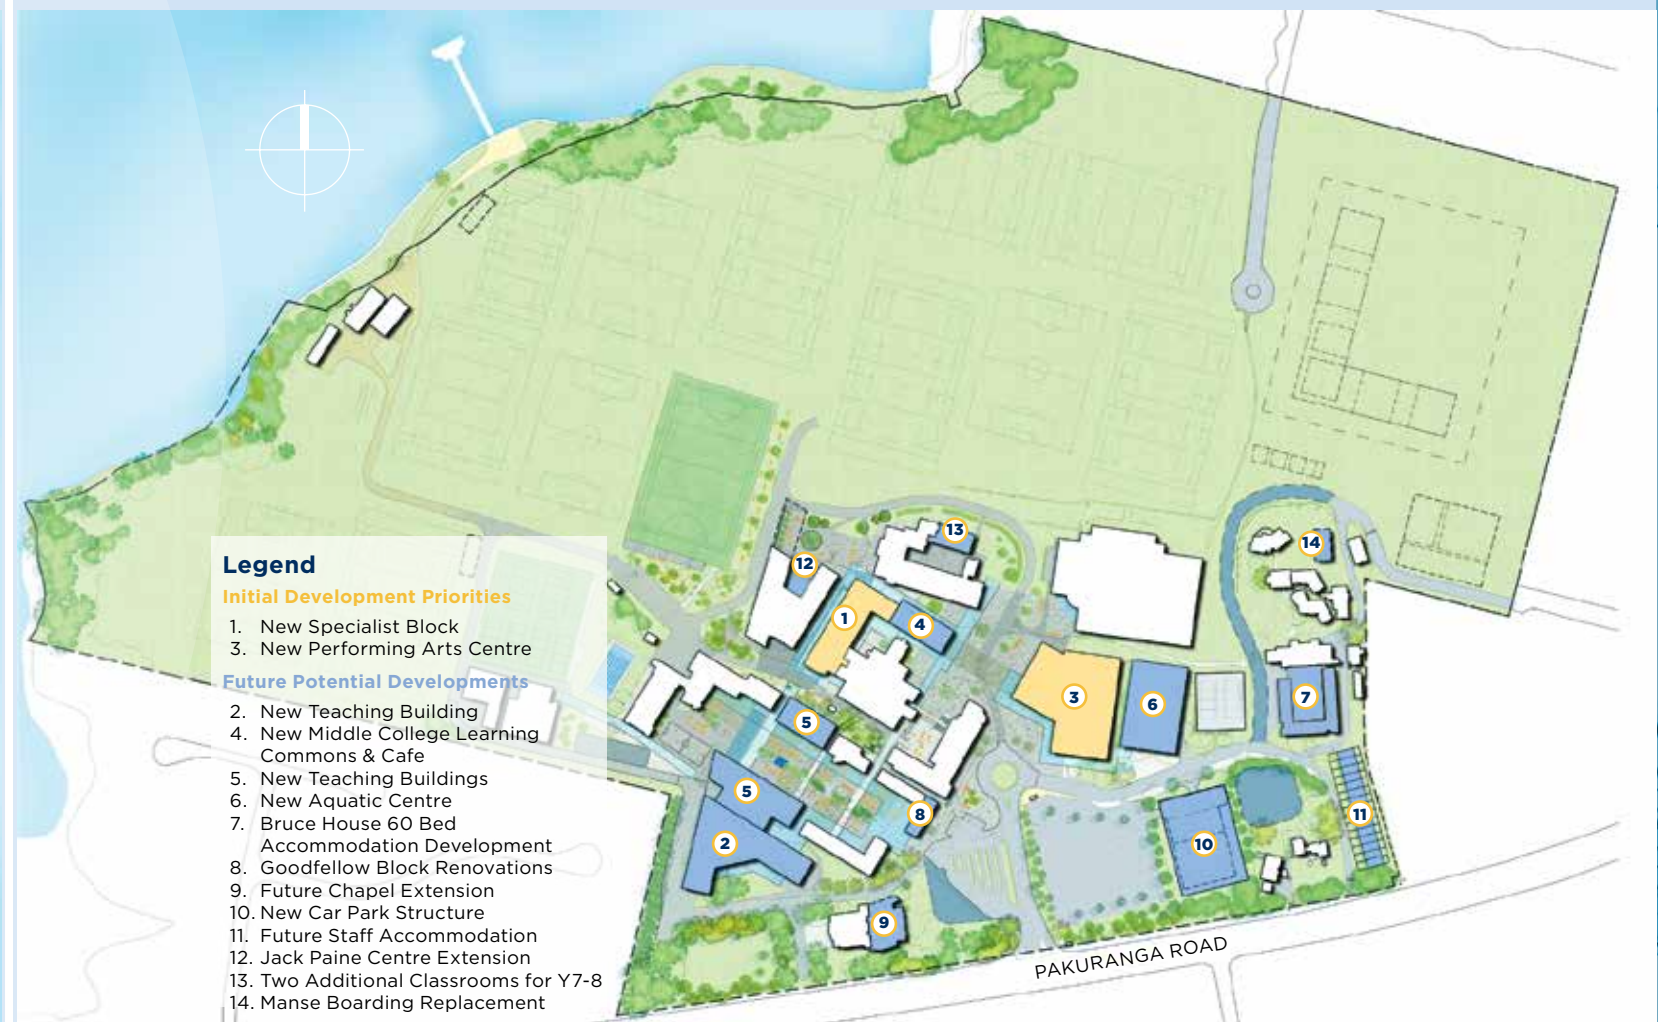 Legend
Initial Development Priorities
1. New Specialist Block
3. New Performing Arts Centre
Future Potential Developments
2. New Teaching Building
4. New Middle College Learning
Commons & Cafe
5. New Teaching Buildings
6. New Aquatic Centre
7. Bruce House 60 Bed
Accommodation Development
8. Goodfellow Block Renovations
9. Future Chapel Extension
10. New Car Park Structure
11. Future Staff Accommodation
12. Jack Paine Centre Extension
13. Two Additional Classrooms for Y7-8
14. Manse Boarding Replacement
13
14
12
1
4
3
6
7
5
5
8
11
2
10
9
PAKURANGA ROAD